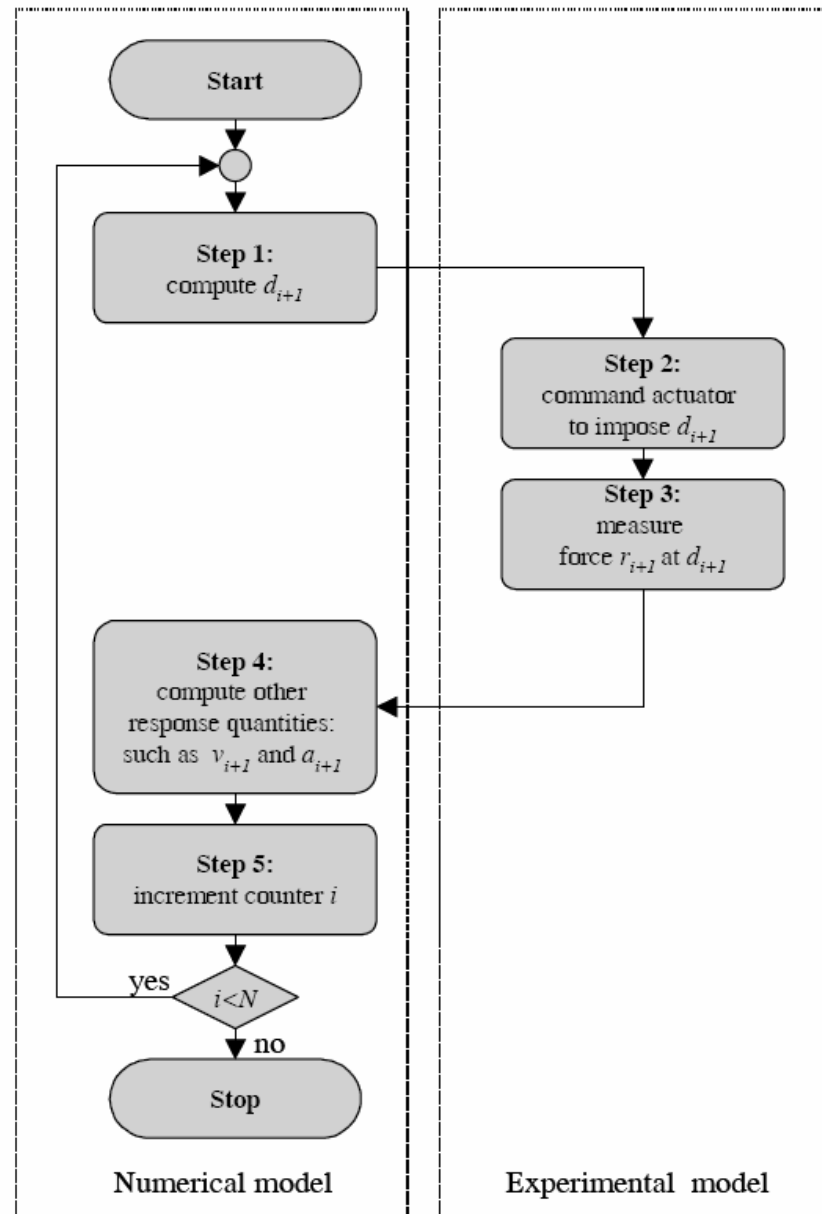 Start
Step 1:
compute d_{i+1}
Step 2:
command actuator
to impose d_{i+1}
Step 3:
measure
force r_{i+1} at d_{i+1}
Step 4:
compute other
response quantities:
such as v_{i+1} and a_{i+1}
Step 5:
increment counter i
yes
i<N
no
Stop
Numerical model
Experimental model